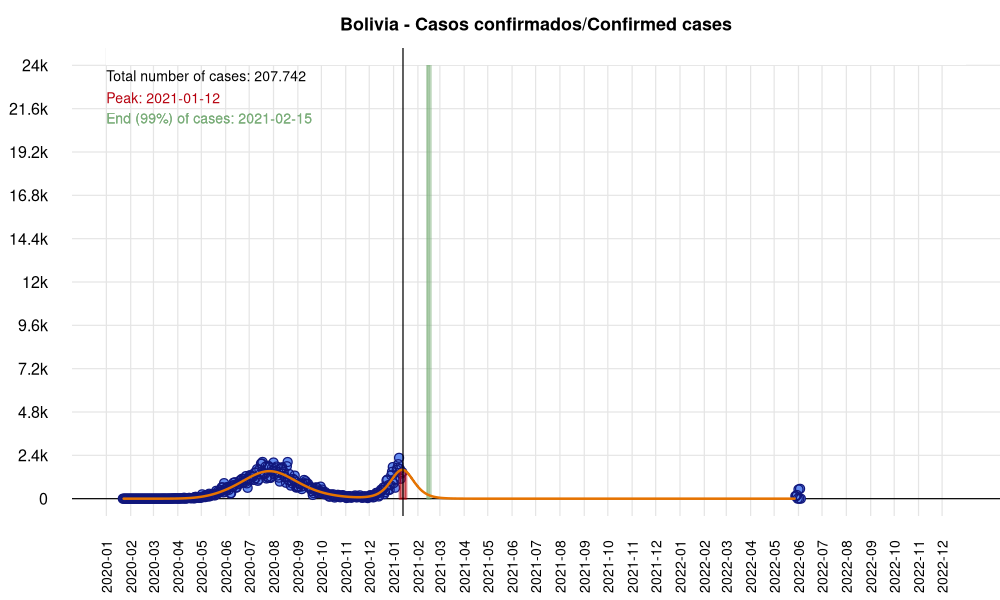 Bolivia - Casos confirmados/Confirmed cases
Total number of cases: 207.742
Peak: 2021-01-12
End (99%) of cases: 2021-02-15
24k
21.6k
19.2k
16.8k
14.4k
12k
9.6k
7.2k
4.8k
2.4k
0
2020-01
2020-02
2020-03
2020-04
2020-05
2020-06
2020-07
2020-08
2020-09
2020-10
2020-11
2020-12
2021-01
2021-02
2021-03
2021-04
2021-05
2021-06
2021-07
2021-08
2021-09
2021-10
2021-11
2021-12
2022-01
2022-02
2022-03
2022-04
2022-05
2022-06
2022-07
2022-08
2022-09
2022-10
2022-11
2022-12